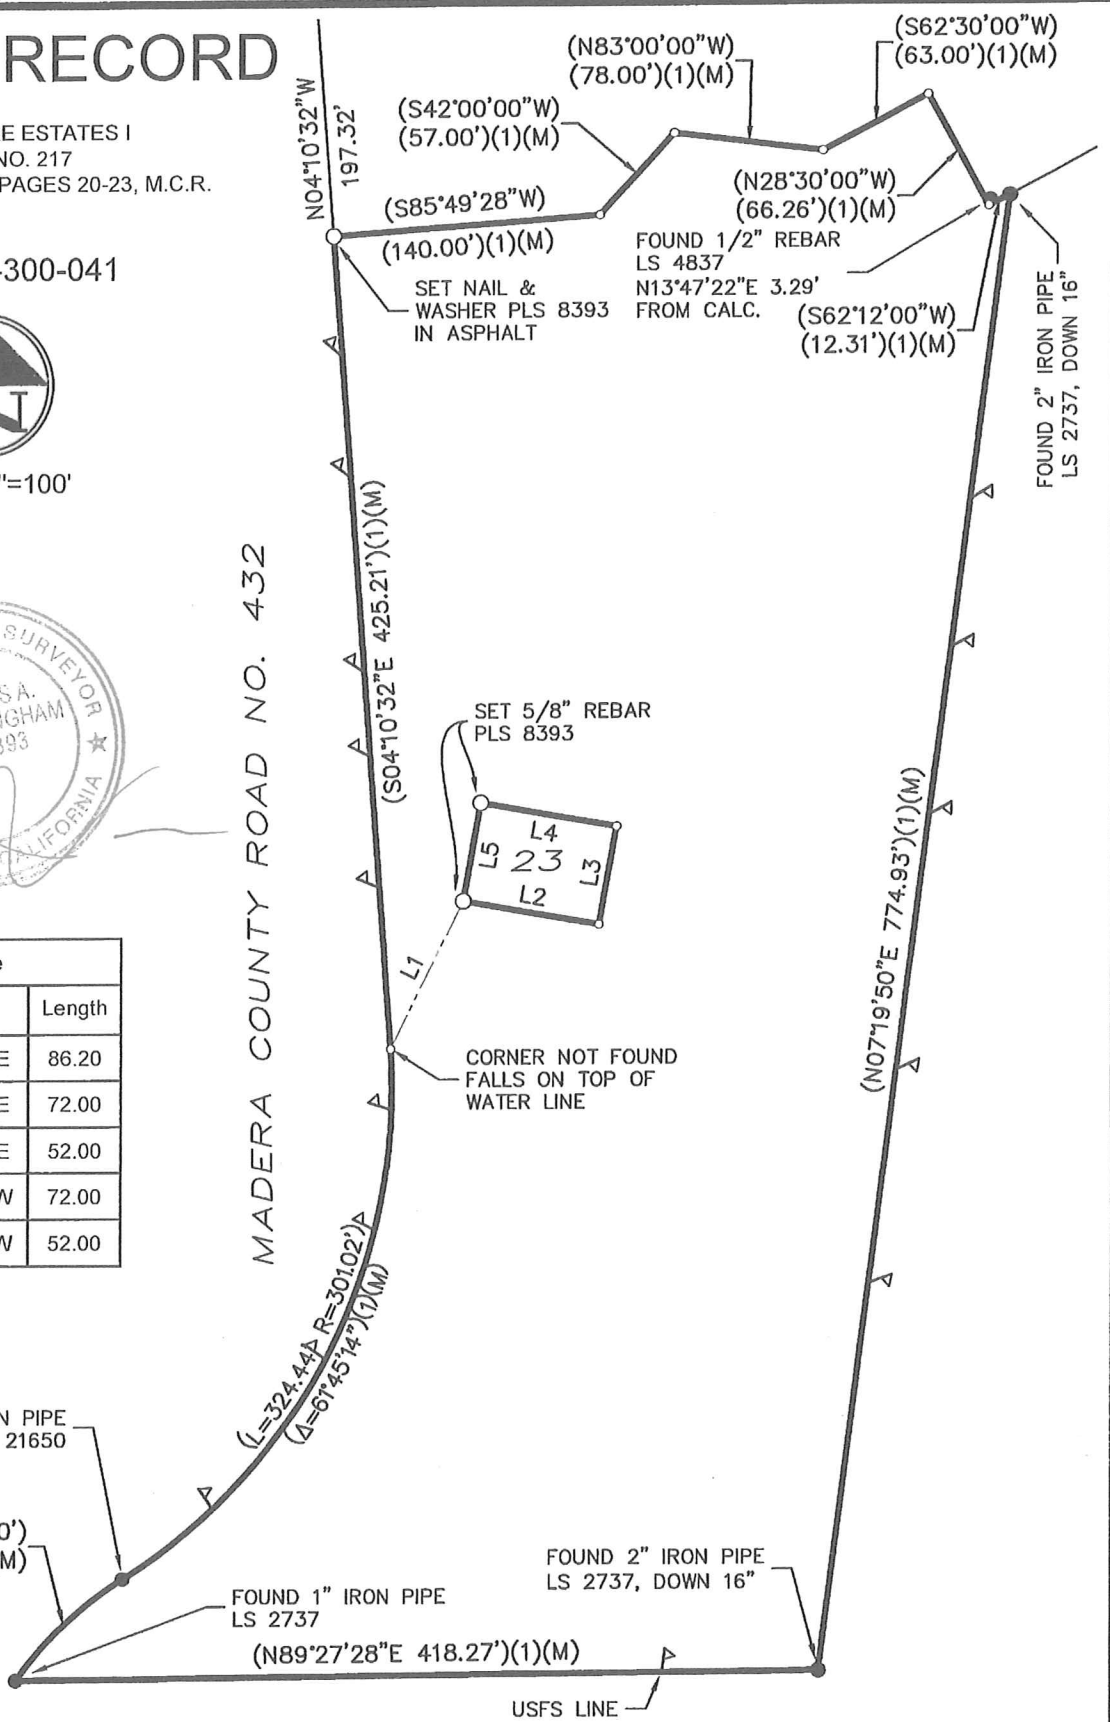 RECORD
E ESTATES I
NO. 217
PAGES 20-23, M.C.R.
-300-041
"=100'
N04°10'32"W
197.32'
(S85°49'28"W)
(140.00')(1)(M)
(S42°00'00"W)
(57.00')(1)(M)
(N83°00'00"W)
(78.00')(1)(M)
(S62°30'00"W)
(63.00')(1)(M)
(N28°30'00"W)
(66.26')(1)(M)
FOUND 1/2" REBAR
LS 4837
N13°47'22"E 3.29'
FROM CALC.
(S62°12'00"W)
(12.31')(1)(M)
FOUND 2" IRON PIPE
LS 2737, DOWN 16"
SET NAIL &
WASHER PLS 8393
IN ASPHALT
(S04°10'32"E 425.21')(1)(M)
MADERA COUNTY ROAD NO. 432
SURVEYOR
S A.
GHAM
393
CALIFORNIA
SET 5/8" REBAR
PLS 8393
L4
L5
23
L3
L2
L1
(N07°19'50"E 774.93')(1)(M)
e
Length
E 86.20
E 72.00
E 52.00
W 72.00
W 52.00
CORNER NOT FOUND
FALLS ON TOP OF
WATER LINE
(L=324.44' R=301.02')
(Δ=61°45'14")(1)(M)
N PIPE
21650
0')
M)
FOUND 1" IRON PIPE
LS 2737
FOUND 2" IRON PIPE
LS 2737, DOWN 16"
(N89°27'28"E 418.27')(1)(M)
USFS LINE